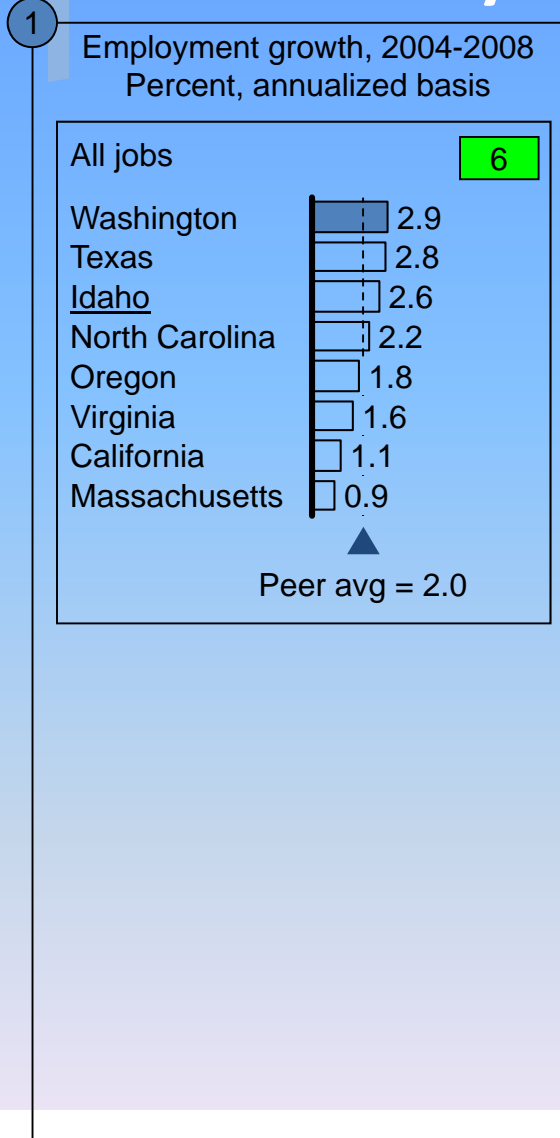 1
Employment growth, 2004-2008
Percent, annualized basis
All jobs 6
Washington 2.9
Texas 2.8
Idaho 2.6
North Carolina 2.2
Oregon 1.8
Virginia 1.6
California 1.1
Massachusetts 0.9
Peer avg = 2.0